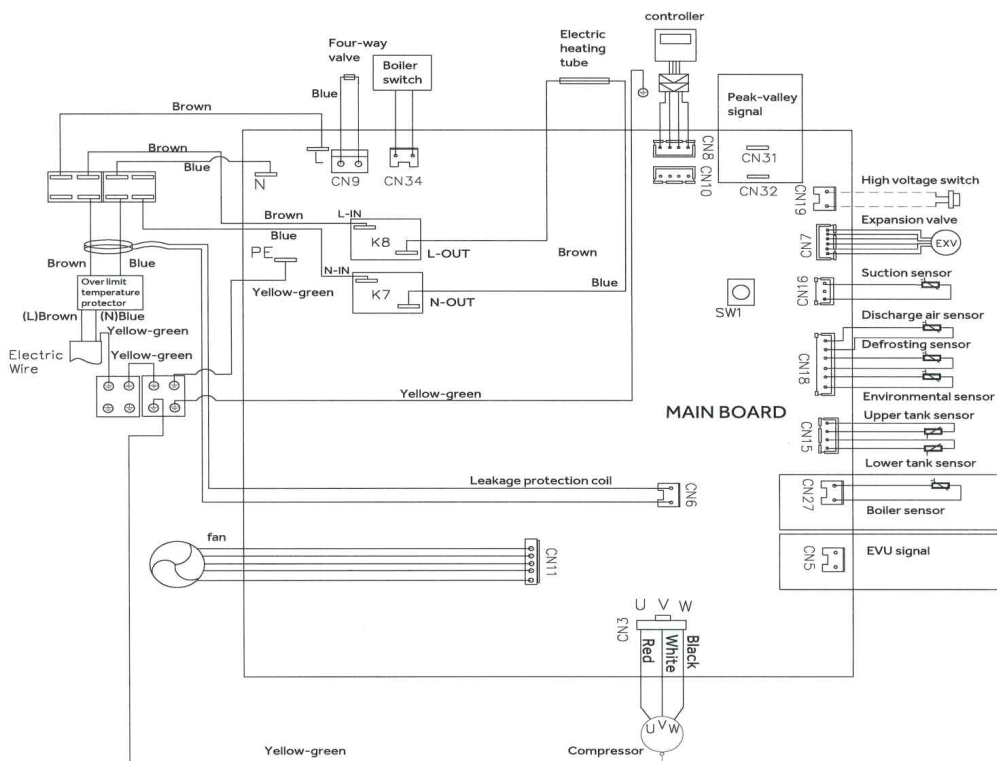 controller
Four-way
valve
Electric
heating
tube
Boiler
switch
Blue
Brown
Peak-valley
signal
Brown
Blue
L
N
CN9
CN34
CN8
CN10
CN31
CN32
CN19
High voltage switch
Brown
L-IN
K8
L-OUT
Blue
PE
Yellow-green
N-IN
K7
N-OUT
Brown
Blue
CN7
Expansion valve
EXV
Brown
Blue
Over limit
temperature
protector
(L)Brown
(N)Blue
Yellow-green
Electric
Wire
Yellow-green
SW1
CN16
Suction sensor
Discharge air sensor
Defrosting sensor
CN18
Environmental sensor
Yellow-green
MAIN BOARD
Upper tank sensor
CN15
Lower tank sensor
Leakage protection coil
CN6
CN27
Boiler sensor
fan
CN11
EVU signal
CN5
U V W
CN3
Red
White
Black
U V W
Yellow-green
Compressor